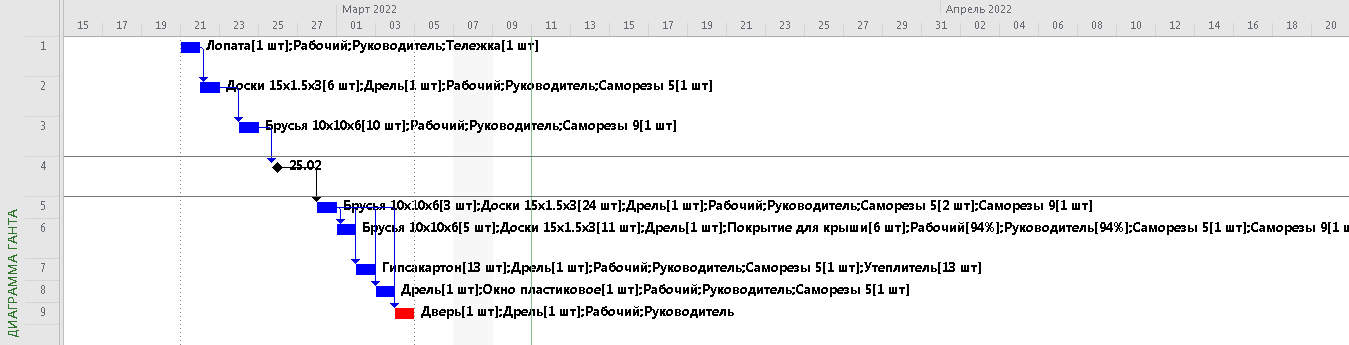 Март 2022 Апрель 2022
15 17 19 21 23 25 27 01 03 05 07 09 11 13 15 17 19 21 23 25 27 29 31 02 04 06 08 10 12 14 16 18 20
1 Лопата[1 шт];Рабочий;Руководитель;Тележка[1 шт]
2 Доски 15x1.5x3[6 шт];Дрель[1 шт];Рабочий;Руководитель;Саморезы 5[1 шт]
3 Брусья 10x10x6[10 шт];Рабочий;Руководитель;Саморезы 9[1 шт]
4 25.02
5 Брусья 10x10x6[3 шт];Доски 15x1.5x3[24 шт];Дрель[1 шт];Рабочий;Руководитель;Саморезы 5[2 шт];Саморезы 9[1 шт]
6 Брусья 10x10x6[5 шт];Доски 15x1.5x3[11 шт];Дрель[1 шт];Покрытие для крыши[6 шт];Рабочий[94%];Руководитель[94%];Саморезы 5[1 шт];Саморезы 9[1
7 Гипсакартон[13 шт];Дрель[1 шт];Рабочий;Руководитель;Саморезы 5[1 шт];Утеплитель[13 шт]
8 Дрель[1 шт];Окно пластиковое[1 шт];Рабочий;Руководитель;Саморезы 5[1 шт]
9 Дверь[1 шт];Дрель[1 шт];Рабочий;Руководитель
ДИАГРАММА ГАНТА